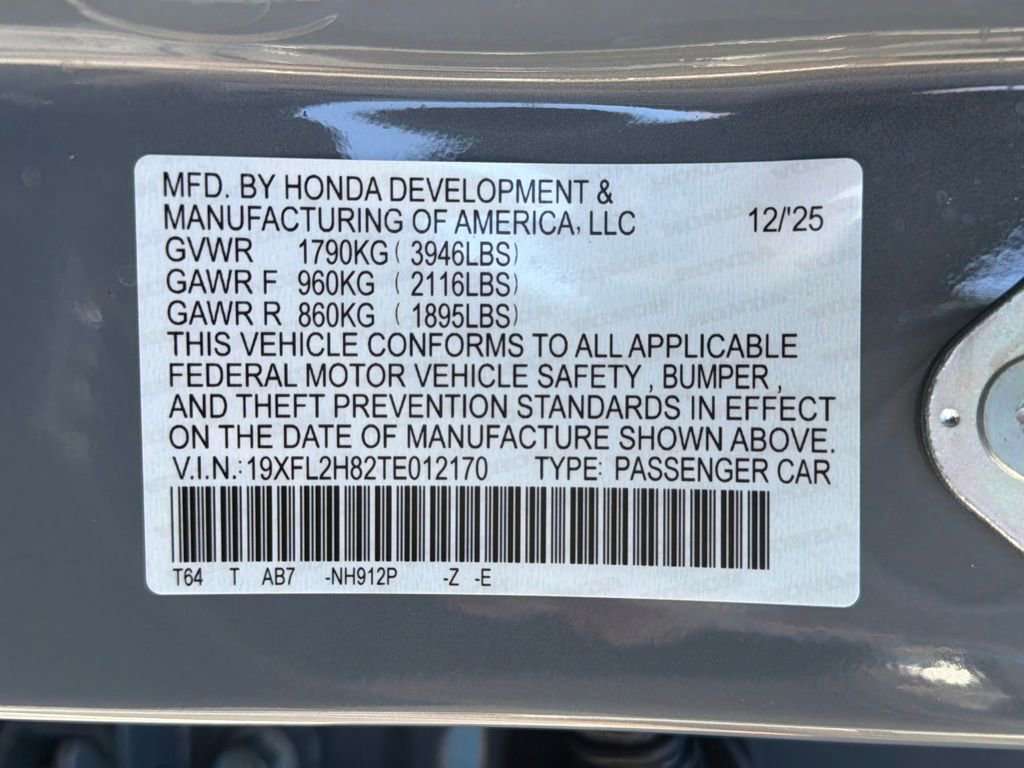 MFD. BY HONDA DEVELOPMENT &
MANUFACTURING OF AMERICA, LLC 12/'25
GVWR 1790KG ( 3946LBS)
GAWR F 960KG ( 2116LBS)
GAWR R 860KG ( 1895LBS)
THIS VEHICLE CONFORMS TO ALL APPLICABLE
FEDERAL MOTOR VEHICLE SAFETY , BUMPER ,
AND THEFT PREVENTION STANDARDS IN EFFECT
ON THE DATE OF MANUFACTURE SHOWN ABOVE.
V.I.N.: 19XFL2H82TE012170 TYPE: PASSENGER CAR
T64 T AB7 -NH912P -Z -E